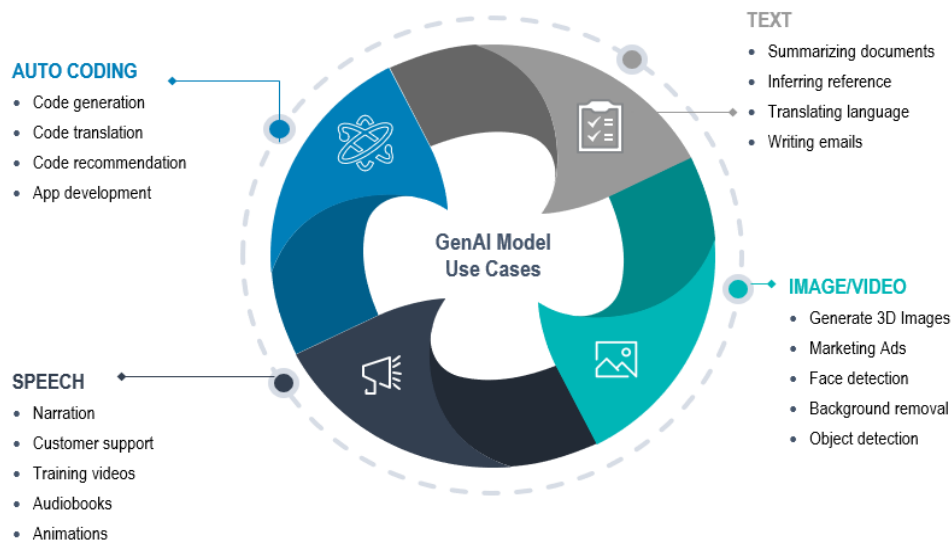 TEXT
Summarizing documents
Inferring reference
Translating language
Writing emails
AUTO CODING
Code generation
Code translation
Code recommendation
App development
GenAI Model
Use Cases
IMAGE/VIDEO
Generate 3D Images
Marketing Ads
Face detection
Background removal
Object detection
SPEECH
Narration
Customer support
Training videos
Audiobooks
Animations